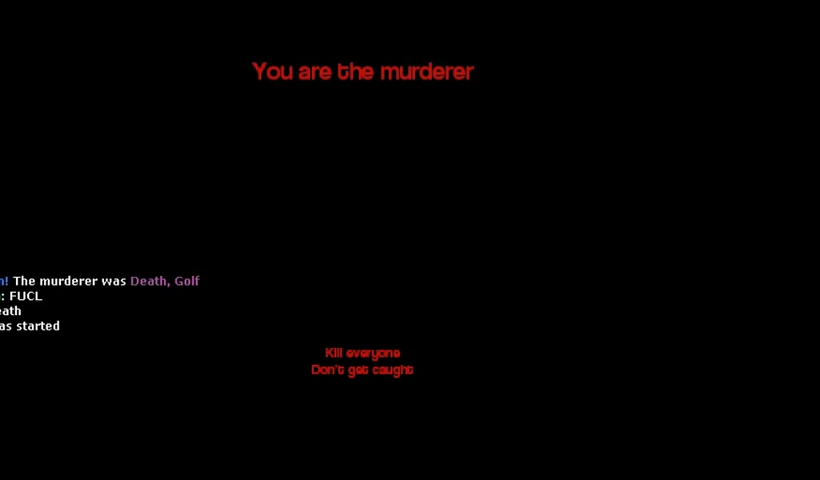 You are the murderer
n! The murderer was Death, Golf
: FUCL
eath
as started
Kill everyone
Don't get caught